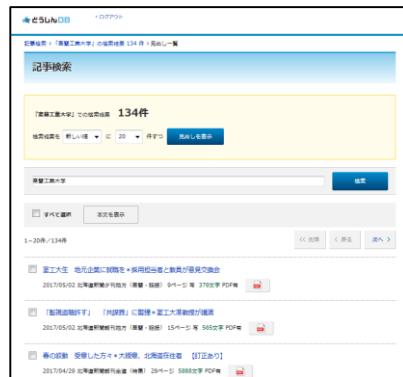 どうしんDB
ログアウト
記事検索 > 「室蘭工業大学」の検索結果 134 件 > 見出し一覧
記事検索
「室蘭工業大学」での検索結果 134件
検索結果を 新しい順 ▼ に 20 ▼ 件ずつ 見出しを表示
室蘭工業大学 検索
すべて選択 本文を表示
1~20件/134件 << 先頭 < 戻る 次へ >
室工大生 地元企業に就職を*採用担当者と教員が意見交換会
2017/05/02 北海道新聞夕刊地方(室蘭・胆振) 9ページ 写 370文字 PDF有
「監視盗聴許す」 「共謀罪」に警鐘*室工大清教授が講演
2017/05/02 北海道新聞朝刊地方(室蘭・胆振) 15ページ 写 565文字 PDF有
春の叙勲 受章した方々*大綬章、北海道在住者 【訂正あり】
2017/04/29 北海道新聞朝刊全道(特集) 29ページ 5888文字 PDF有